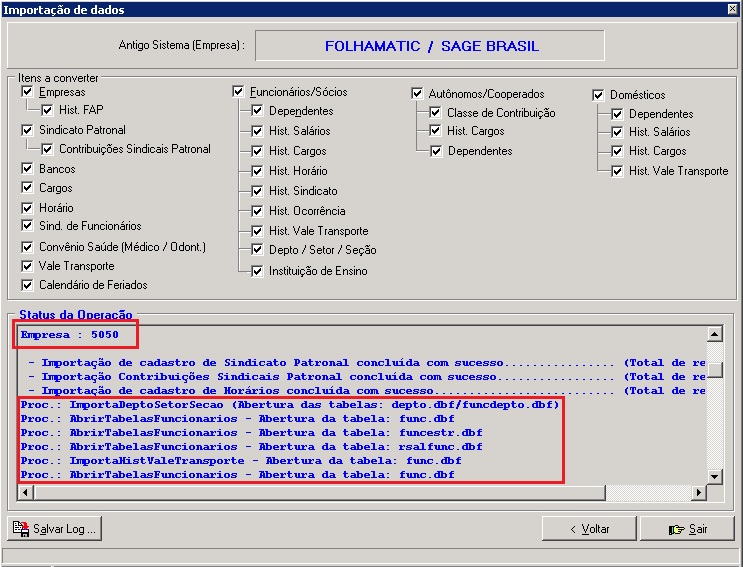 Importação de dados
Antigo Sistema (Empresa) :
FOLHAMATIC / SAGE BRASIL
Itens a converter
Empresas
Hist. FAP
Sindicato Patronal
Contribuições Sindicais Patronal
Bancos
Cargos
Horário
Sind. de Funcionários
Convênio Saúde (Médico / Odont.)
Vale Transporte
Calendário de Feriados
Funcionários/Sócios
Dependentes
Hist. Salários
Hist. Cargos
Hist. Horário
Hist. Sindicato
Hist. Ocorrência
Hist. Vale Transporte
Depto / Setor / Seção
Instituição de Ensino
Autônomos/Cooperados
Classe de Contribuição
Hist. Cargos
Dependentes
Domésticos
Dependentes
Hist. Salários
Hist. Cargos
Hist. Vale Transporte
Status da Operação
Empresa : 5050
- Importação de cadastro de Sindicato Patronal concluída com sucesso............... (Total de re
- Importação Contribuições Sindicais Patronal concluída com sucesso.............. (Total de re
- Importação de cadastro de Horários concluída com sucesso....................... (Total de re
Proc.: ImportaDeptoSetorSecao (Abertura das tabelas: depto.dbf/funcdepto.dbf)
Proc.: AbrirTabelasFuncionarios - Abertura da tabela: func.dbf
Proc.: AbrirTabelasFuncionarios - Abertura da tabela: funcestr.dbf
Proc.: AbrirTabelasFuncionarios - Abertura da tabela: rsalfunc.dbf
Proc.: ImportaHistValeTransporte - Abertura da tabela: func.dbf
Proc.: AbrirTabelasFuncionarios - Abertura da tabela: func.dbf
Salvar Log ...
< Voltar
Sair